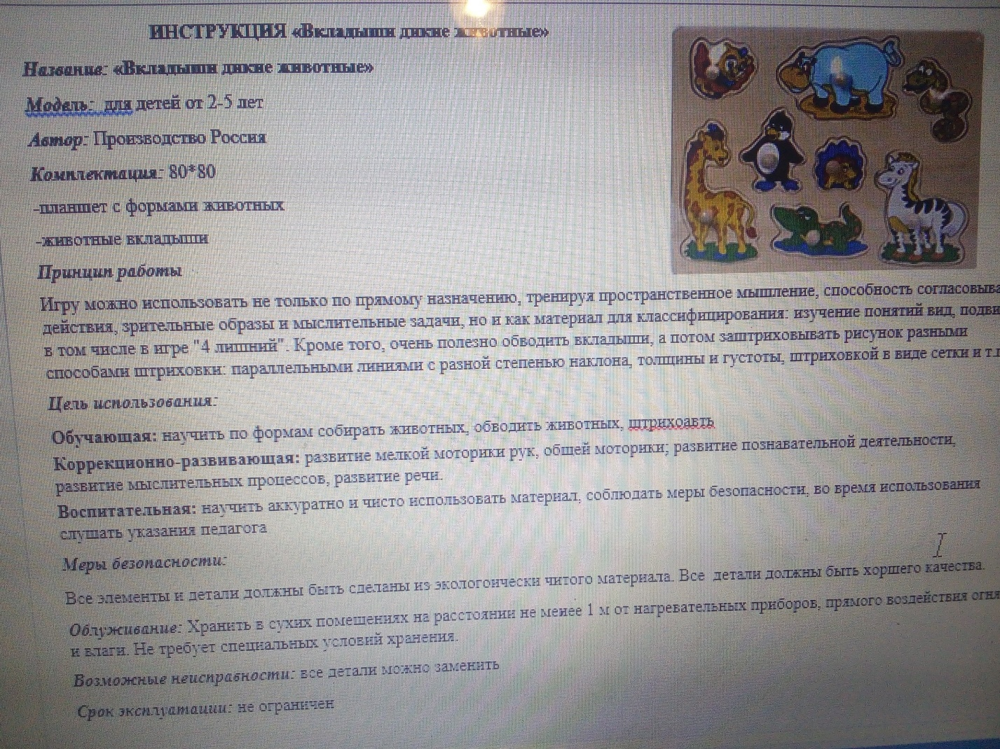 ИНСТРУКЦИЯ «Вкладыши дикие животные»
Название: «Вкладыши дикие животные»
Модель: для детей от 2-5 лет
Автор: Производство Россия
Комплектация: 80*80
-планшет с формами животных
-животные вкладыши
Принцип работы
Игру можно использовать не только по прямому назначению, тренируя пространственное мышление, способность согласовыва
действия, зрительные образы и мыслительные задачи, но и как материал для классифицирования: изучение понятий вид, подви
в том числе в игре "4 лишний". Кроме того, очень полезно обводить вкладыши, а потом заштриховывать рисунок разными
способами штриховки: параллельными линиями с разной степенью наклона, толщины и густоты, штриховкой в виде сетки и т.п
Цель использования:
Обучающая: научить по формам собирать животных, обводить животных, штрихоавть
Коррекционно-развивающая: развитие мелкой моторики рук, общей моторики; развитие познавательной деятельности,
развитие мыслительных процессов, развитие речи.
Воспитательная: научить аккуратно и чисто использовать материал, соблюдать меры безопасности, во время использования
слушать указания педагога
Меры безопасности:
Все элементы и детали должны быть сделаны из экологоически читого материала. Все детали должны быть хоршего качества.
Облуживание: Хранить в сухих помещениях на расстоянии не менее 1 м от нагревательных приборов, прямого воздействия огня
и влаги. Не требует специальных условий хранения.
Возможные неисправности: все детали можно заменить
Срок эксплуатации: не ограничен